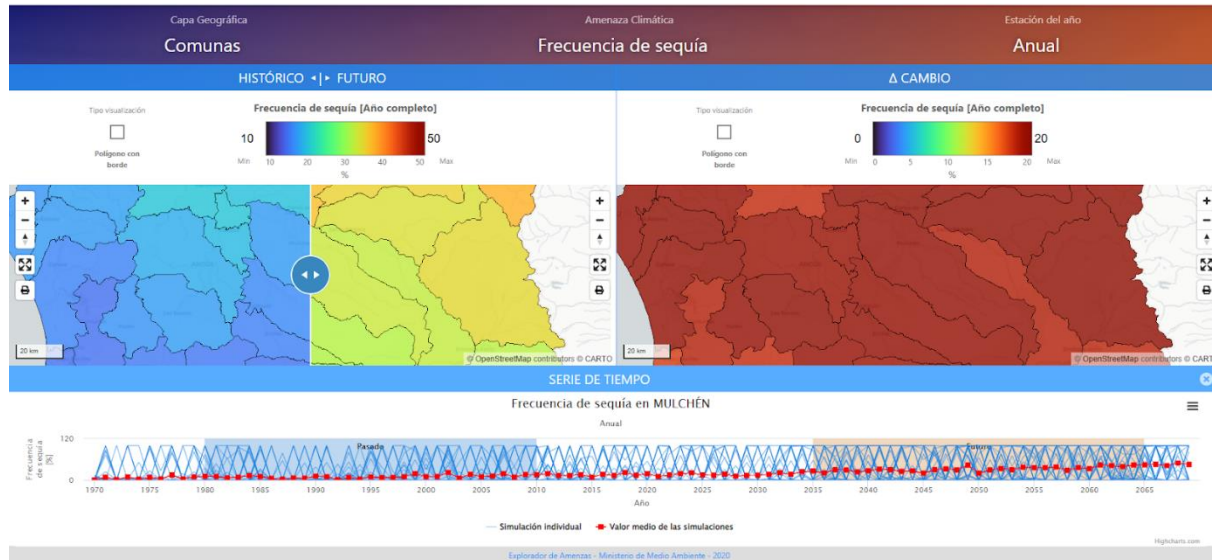 Capa Geográfica
Comunas
Amenaza Climática
Frecuencia de sequía
Estación del año
Anual
HISTÓRICO ◂|▸ FUTURO
Δ CAMBIO
Tipo visualización
Polígono con
borde
Frecuencia de sequía [Año completo]
10 50
Min 10 20 30 40 50 Max
%
Tipo visualización
Polígono con
borde
Frecuencia de sequía [Año completo]
0 20
Min 0 5 10 15 20 Max
%
20 km
© OpenStreetMap contributors © CARTO
20 km
© OpenStreetMap contributors © CART
SERIE DE TIEMPO
Frecuencia de sequía en MULCHÉN
Anual
Frecuencia
de sequía
[%]
120
0
Pasado
Futuro
1970 1975 1980 1985 1990 1995 2000 2005 2010 2015 2020 2025 2030 2035 2040 2045 2050 2055 2060 2065
Año
Simulación individual Valor medio de las simulaciones
Highcharts.com
Explorador de Amenzas - Ministerio de Medio Ambiente - 2020